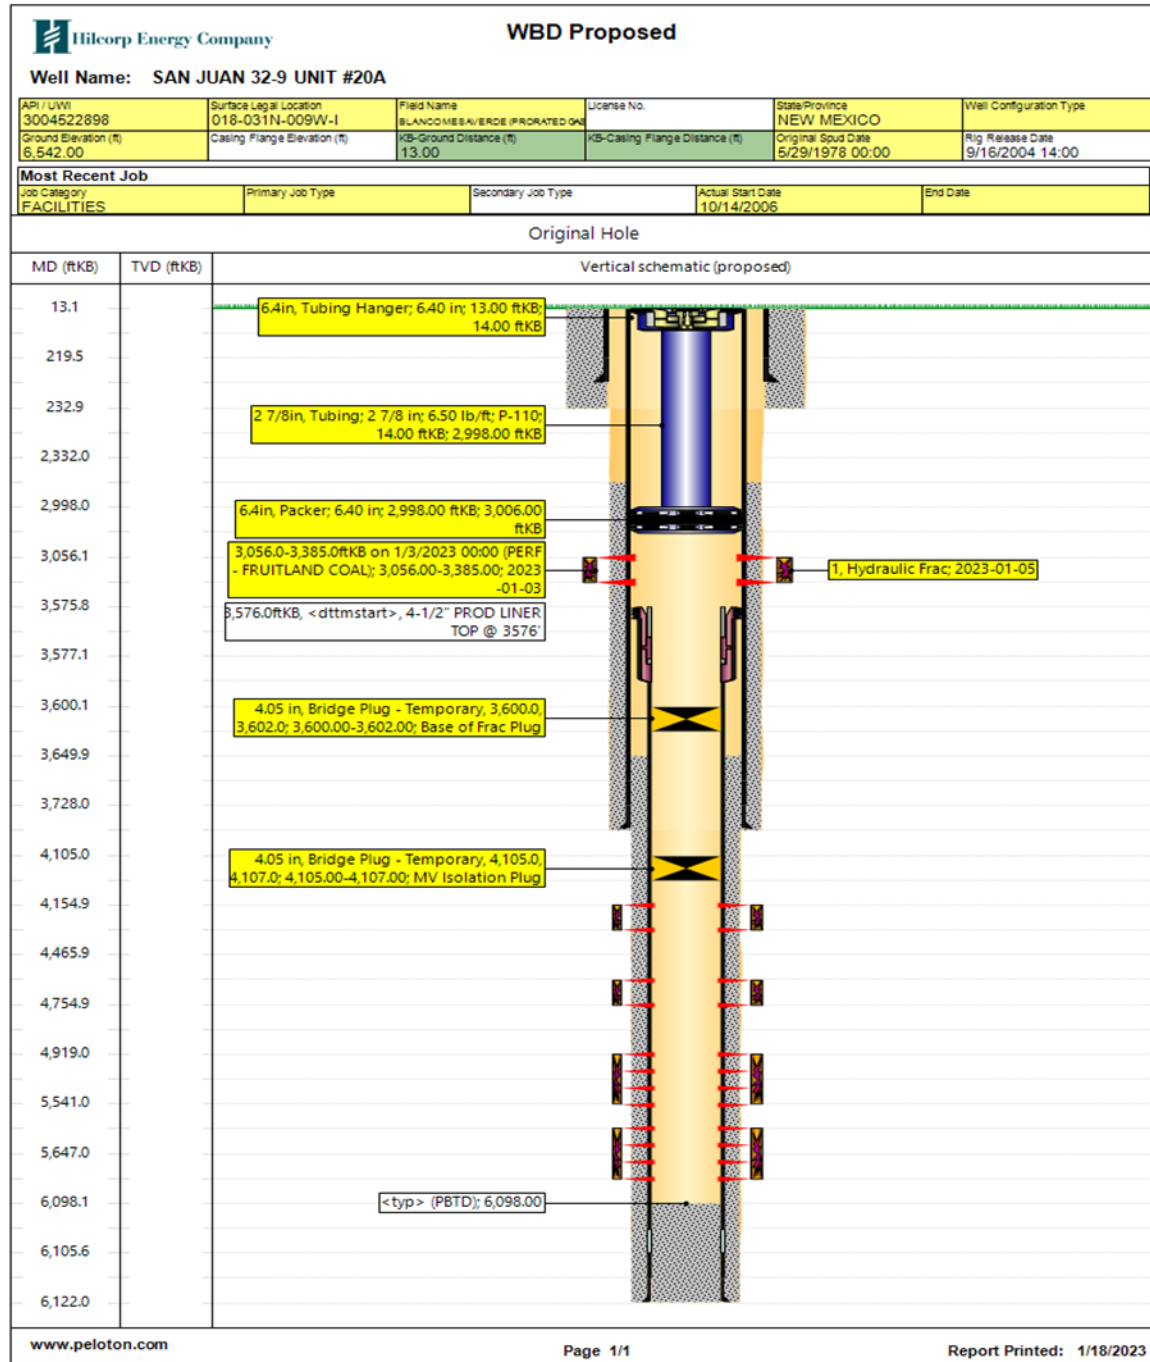 Hilcorp Energy Company
WBD Proposed
Well Name: SAN JUAN 32-9 UNIT #20A
API / UWI
3004522898
Surface Legal Location
018-031N-009W-I
Field Name
BLANCO MESAVERDE (PRORATED GAS
License No.
State/Province
NEW MEXICO
Well Configuration Type
Ground Elevation (ft)
6,542.00
Casing Flange Elevation (ft)
KB-Ground Distance (ft)
13.00
KB-Casing Flange Distance (ft)
Original Spud Date
5/29/1978 00:00
Rig Release Date
9/16/2004 14:00
Most Recent Job
Job Category
FACILITIES
Primary Job Type
Secondary Job Type
Actual Start Date
10/14/2006
End Date
Original Hole
MD (ftKB)
TVD (ftKB)
Vertical schematic (proposed)
13.1
6.4in, Tubing Hanger; 6.40 in; 13.00 ftKB;
14.00 ftKB
219.5
232.9
2 7/8in, Tubing; 2 7/8 in; 6.50 lb/ft; P-110;
14.00 ftKB; 2,998.00 ftKB
2,332.0
2,998.0
6.4in, Packer; 6.40 in; 2,998.00 ftKB; 3,006.00
ftKB
3,056.1
3,056.0-3,385.0ftKB on 1/3/2023 00:00 (PERF
- FRUITLAND COAL); 3,056.00-3,385.00; 2023
-01-03
1, Hydraulic Frac; 2023-01-05
3,575.8
3,576.0ftKB, <dttmstart>, 4-1/2" PROD LINER
TOP @ 3576'
3,577.1
3,600.1
4.05 in, Bridge Plug - Temporary, 3,600.0,
3,602.0; 3,600.00-3,602.00; Base of Frac Plug
3,649.9
3,728.0
4,105.0
4.05 in, Bridge Plug - Temporary, 4,105.0,
4,107.0; 4,105.00-4,107.00; MV Isolation Plug
4,154.9
4,465.9
4,754.9
4,919.0
5,541.0
5,647.0
6,098.1
<typ> (PBTD); 6,098.00
6,105.6
6,122.0
www.peloton.com
Page 1/1
Report Printed: 1/18/2023